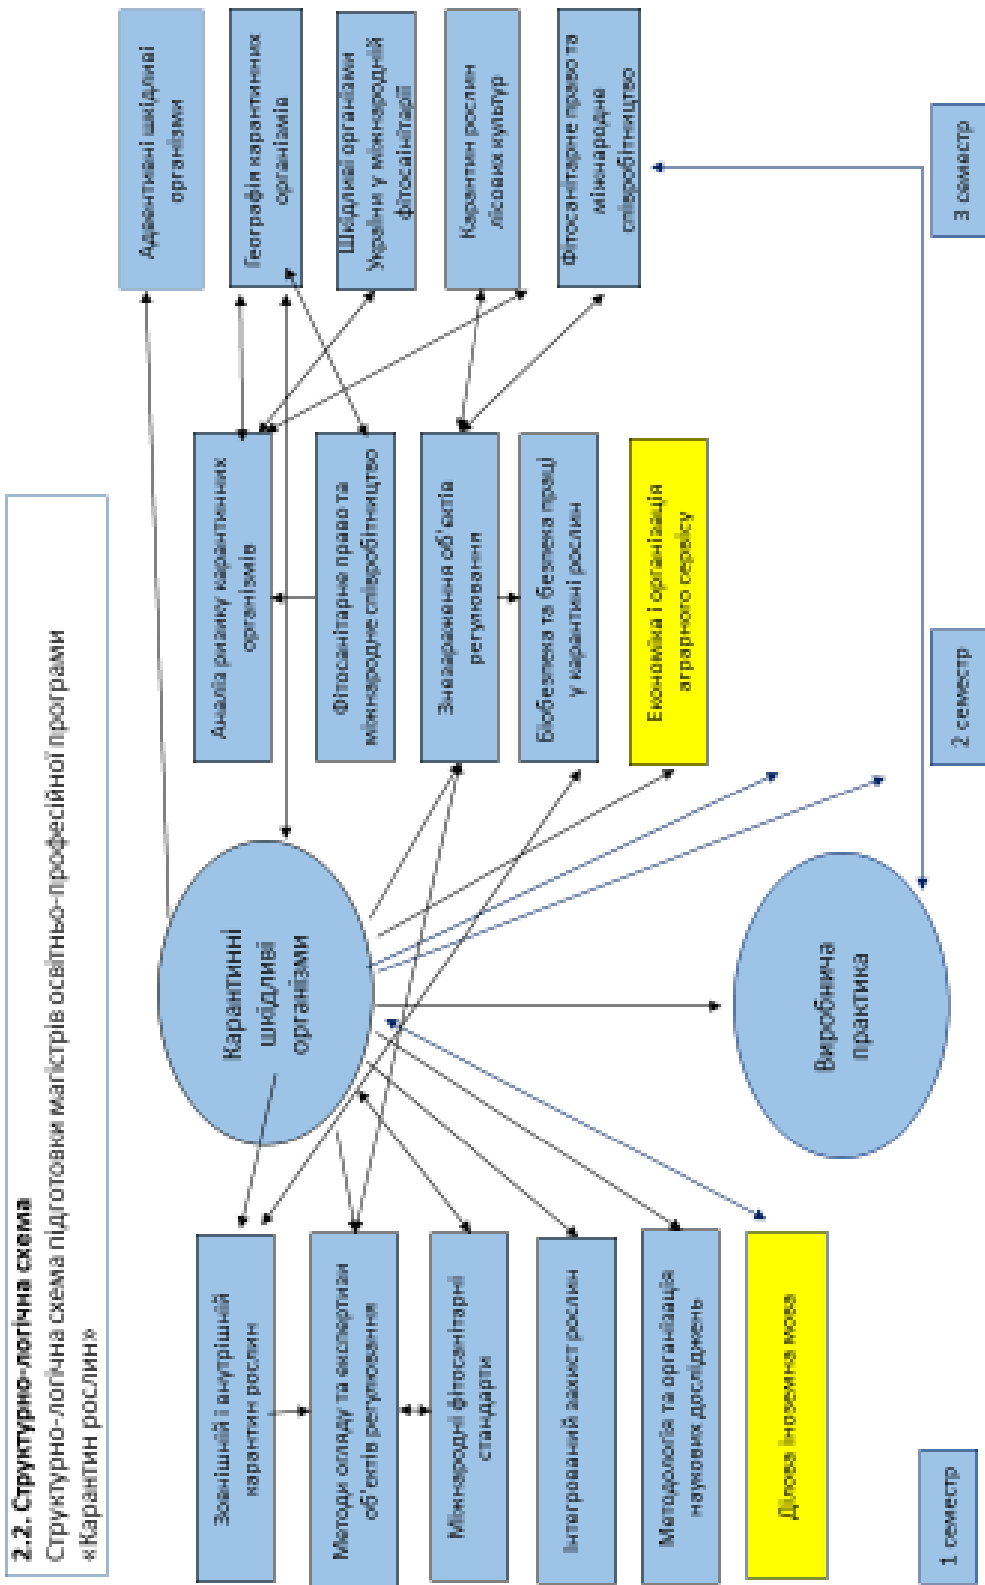 2.2. Структурно-логічна схема
Структурно-логічна схема підготовки магістрів освітньо-професійної програми
«Карантин рослин»
Зовнішній і внутрішній
карантин рослин
Методи огляду та експертизи
об'єктів регулювання
Міжнародні фітосанітарні
стандарти
Інтегрований захист рослин
Методологія та організація
наукових досліджень
Ділова іноземна мова
1 семестр
Карантинні
шкідливі
організми
Виробнича
практика
Аналіз ризику карантинних
організмів
Фітосанітарне право та
міжнародне співробітництво
Знезараження об'єктів
регулювання
Біобезпека та безпека праці
у карантині рослин
Економіка і організація
аграрного сервісу
2 семестр
Адвентивні шкідливі
організми
Географія карантинних
організмів
Шкідливі організми
України у міжнародній
фітосанітарії
Карантин рослин
лісових культур
Фітосанітарне право та
міжнародне
співробітництво
3 семестр